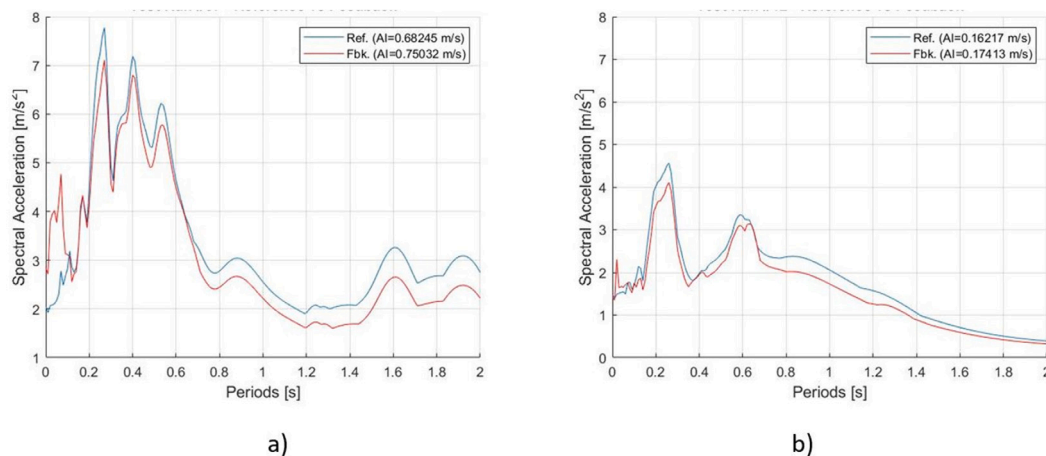 Ref. (AI=0.68245 m/s)
Fbk. (AI=0.75032 m/s)
Spectral Acceleration [m/s²]
8
7
6
5
4
3
2
1
0 0.2 0.4 0.6 0.8 1 1.2 1.4 1.6 1.8 2
Periods [s]
a)
Ref. (AI=0.16217 m/s)
Fbk. (AI=0.17413 m/s)
Spectral Acceleration [m/s²]
8
7
6
5
4
3
2
1
0
0 0.2 0.4 0.6 0.8 1 1.2 1.4 1.6 1.8 2
Periods [s]
b)